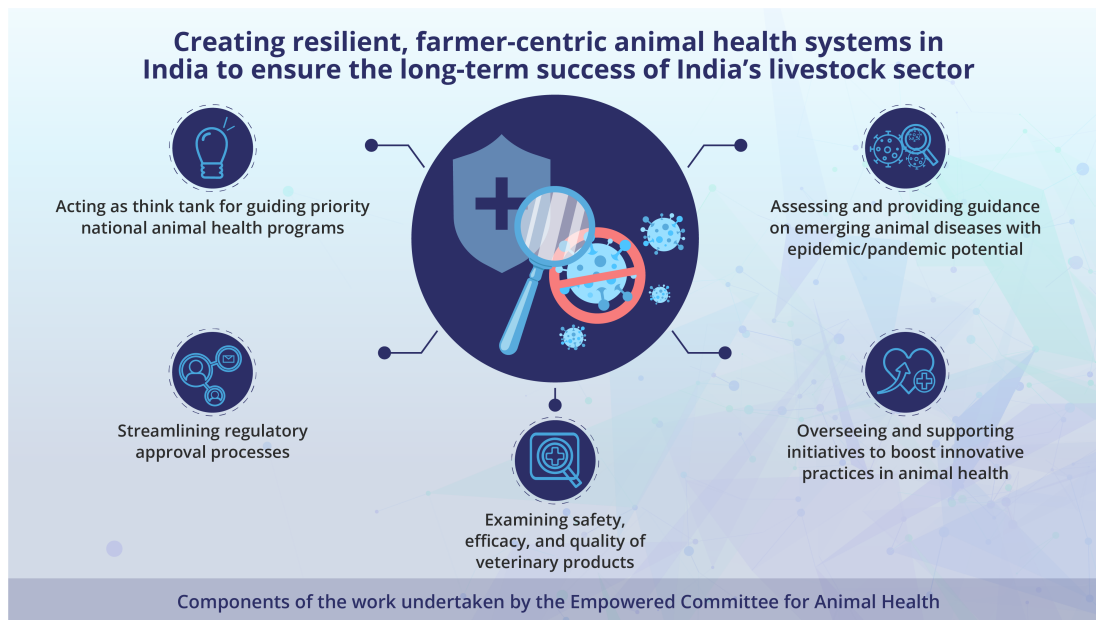 Creating resilient, farmer-centric animal health systems in
India to ensure the long-term success of India’s livestock sector
Acting as think tank for guiding priority
national animal health programs
Assessing and providing guidance
on emerging animal diseases with
epidemic/pandemic potential
Streamlining regulatory
approval processes
Overseeing and supporting
initiatives to boost innovative
practices in animal health
Examining safety,
efficacy, and quality of
veterinary products
Components of the work undertaken by the Empowered Committee for Animal Health